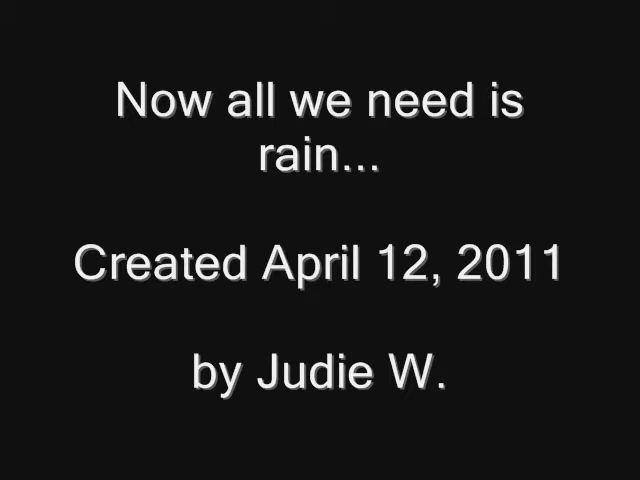 Now all we need is
rain...
Created April 12, 2011
by Judie W.